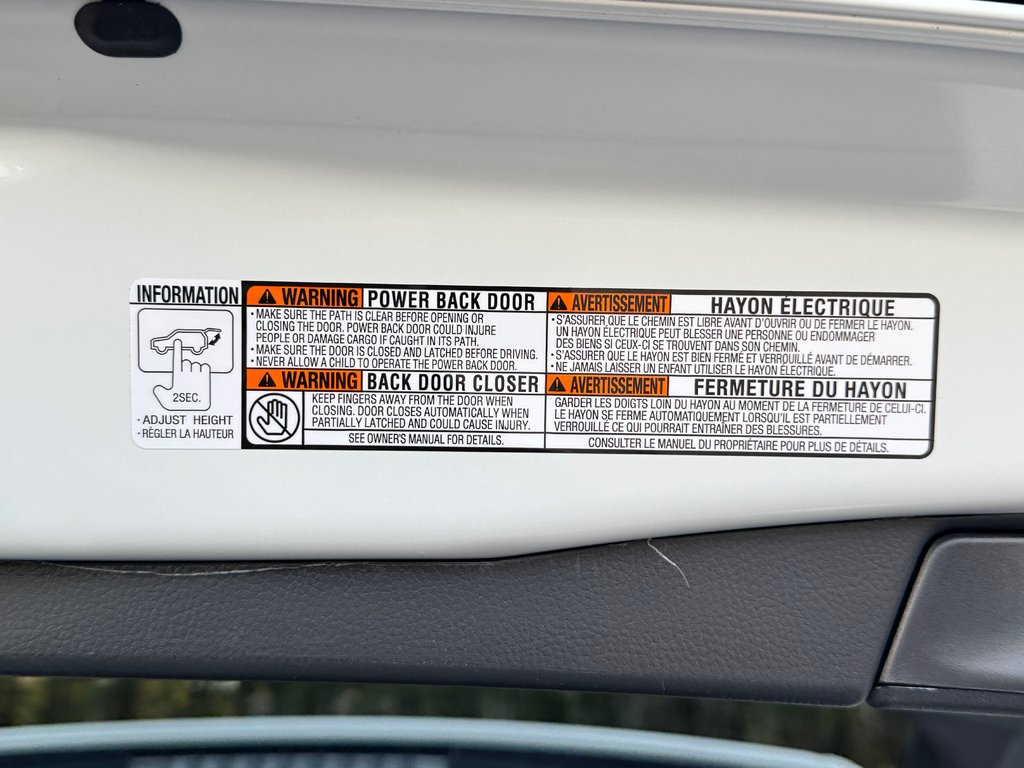 INFORMATION
2SEC.
· ADJUST HEIGHT
· RÈGLER LA HAUTEUR
WARNING POWER BACK DOOR
· MAKE SURE THE PATH IS CLEAR BEFORE OPENING OR
CLOSING THE DOOR. POWER BACK DOOR COULD INJURE
PEOPLE OR DAMAGE CARGO IF CAUGHT IN ITS PATH.
· MAKE SURE THE DOOR IS CLOSED AND LATCHED BEFORE DRIVING.
· NEVER ALLOW A CHILD TO OPERATE THE POWER BACK DOOR.
WARNING BACK DOOR CLOSER
KEEP FINGERS AWAY FROM THE DOOR WHEN
CLOSING. DOOR CLOSES AUTOMATICALLY WHEN
PARTIALLY LATCHED AND COULD CAUSE INJURY.
SEE OWNER'S MANUAL FOR DETAILS.
AVERTISSEMENT HAYON ÉLECTRIQUE
· S'ASSURER QUE LE CHEMIN EST LIBRE AVANT D'OUVRIR OU DE FERMER LE HAYON.
UN HAYON ÉLECTRIQUE PEUT BLESSER UNE PERSONNE OU ENDOMMAGER
DES BIENS SI CEUX-CI SE TROUVENT DANS SON CHEMIN.
· S'ASSURER QUE LE HAYON EST BIEN FERMÉ ET VERROUILLÉ AVANT DE DÉMARRER.
· NE JAMAIS LAISSER UN ENFANT UTILISER LE HAYON ÉLECTRIQUE.
AVERTISSEMENT FERMETURE DU HAYON
GARDER LES DOIGTS LOIN DU HAYON AU MOMENT DE LA FERMETURE DE CELUI-CI.
LE HAYON SE FERME AUTOMATIQUEMENT LORSQU'IL EST PARTIELLEMENT
VERROUILLÉ CE QUI POURRAIT ENTRAÎNER DES BLESSURES.
CONSULTER LE MANUEL DU PROPRIÉTAIRE POUR PLUS DE DÉTAILS.